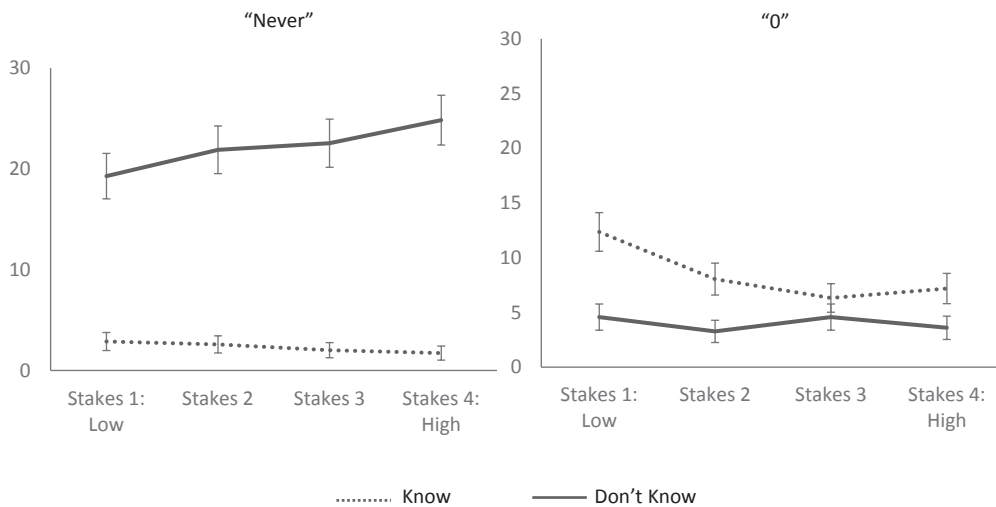 “Never”
30
20
10
0
Stakes 1:
Low
Stakes 2
Stakes 3
Stakes 4:
High
“0”
30
25
20
15
10
5
0
Stakes 1:
Low
Stakes 2
Stakes 3
Stakes 4:
High
Know
Don’t Know